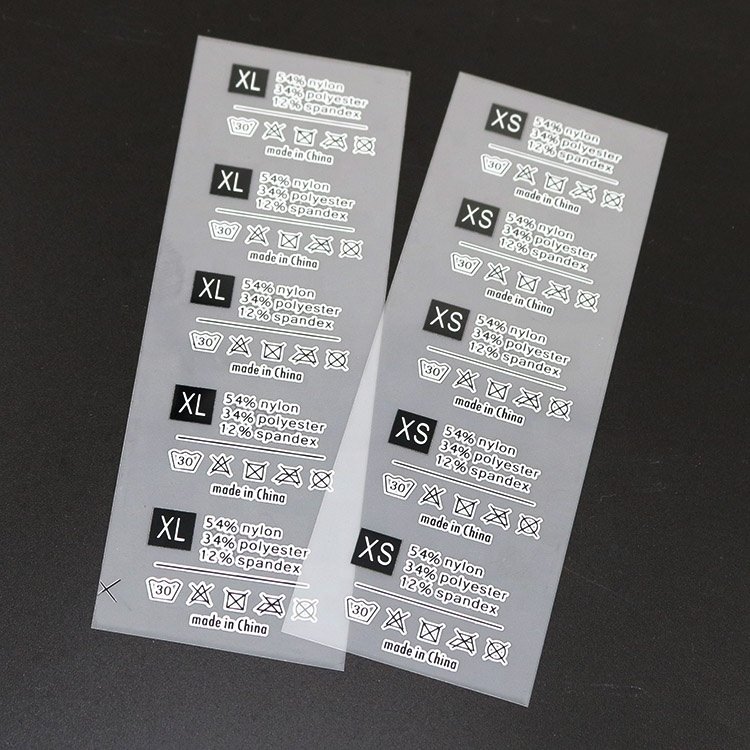 XL
54% nylon
34% polyester
12% spandex
30
made in China
XL
54% nylon
34% polyester
12% spandex
30
made in China
XL
54% nylon
34% polyester
12% spandex
30
made in China
XL
54% nylon
34% polyester
12% spandex
30
made in China
XL
54% nylon
34% polyester
12% spandex
30
made in China
XS
54% nylon
34% polyester
12% spandex
30
made in China
XS
54% nylon
34% polyester
12% spandex
30
made in China
XS
54% nylon
34% polyester
12% spandex
30
made in China
XS
54% nylon
34% polyester
12% spandex
30
made in China
XS
54% nylon
34% polyester
12% spandex
30
made in China